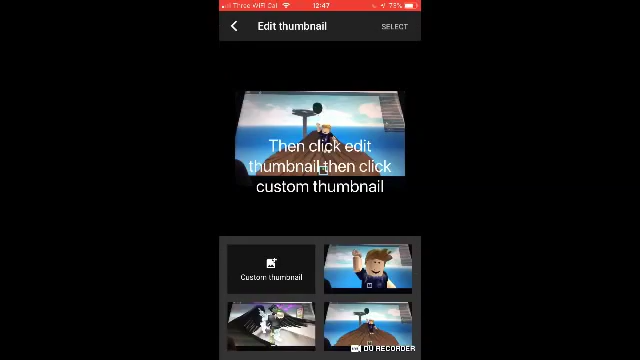 Three WiFi Call
12:47
73%
Edit thumbnail
SELECT
Then click edit
thumbnail then click
custom thumbnail
Custom thumbnail
DU RECORDER